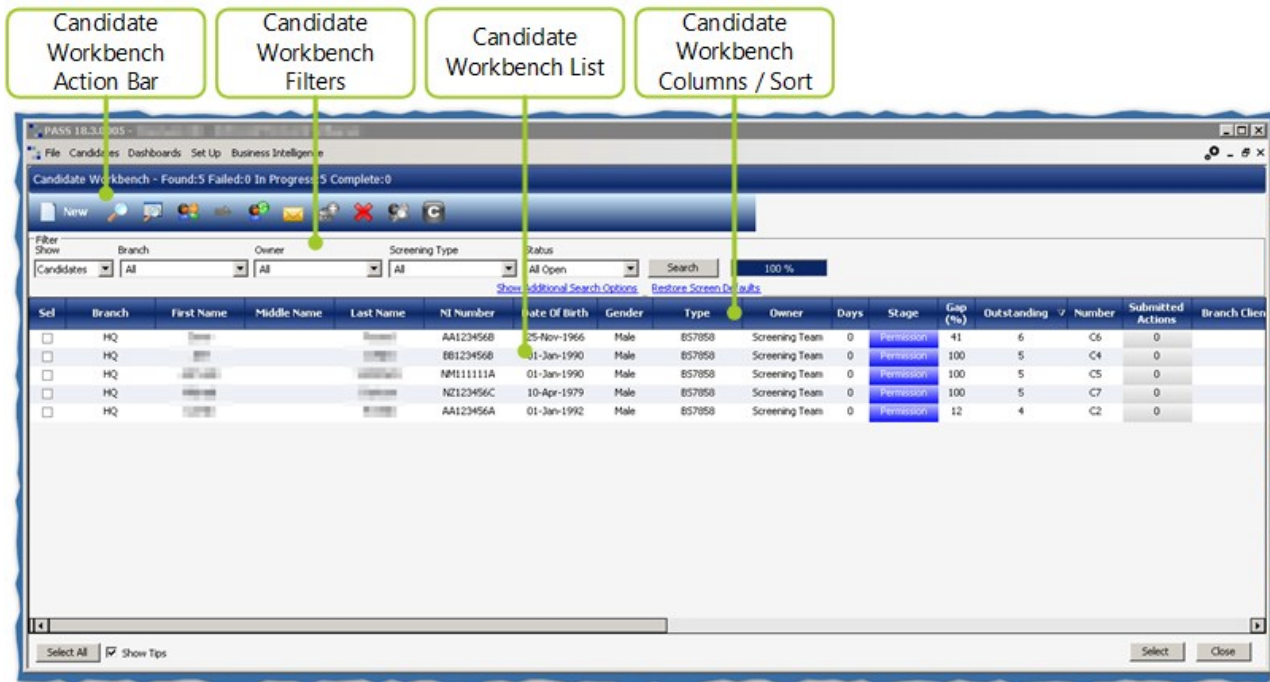 Candidate
Workbench
Action Bar
Candidate
Workbench
Filters
Candidate
Workbench List
Candidate
Workbench
Columns / Sort
PASS 18.3.0005 -
File Candidates Dashboards Set Up Business Intelligence
Candidate Workbench - Found:5 Failed:0 In Progress:5 Complete:0
New
Filter
Show Branch Owner Screening Type Status
Candidates All All All All Open Search 100 %
Show Additional Search Options Restore Screen Defaults
Sel Branch First Name Middle Name Last Name NI Number Date Of Birth Gender Type Owner Days Stage Gap (%) Outstanding Number Submitted Actions Branch Clien
HQ AA123456B 25-Nov-1966 Male BS7858 Screening Team 0 Permission 41 6 C6 0
HQ BB123456B 01-Jan-1990 Male BS7858 Screening Team 0 Permission 100 5 C4 0
HQ NM111111A 01-Jan-1990 Male BS7858 Screening Team 0 Permission 100 5 C5 0
HQ NZ123456C 10-Apr-1979 Male BS7858 Screening Team 0 Permission 100 5 C7 0
HQ AA123456A 01-Jan-1992 Male BS7858 Screening Team 0 Permission 12 4 C2 0
Select All Show Tips Select Close